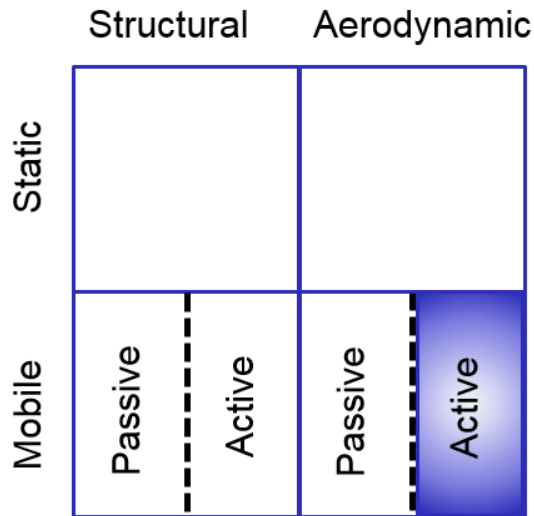 Structural
Aerodynamic
Static
Mobile
Passive
Active
Passive
Active